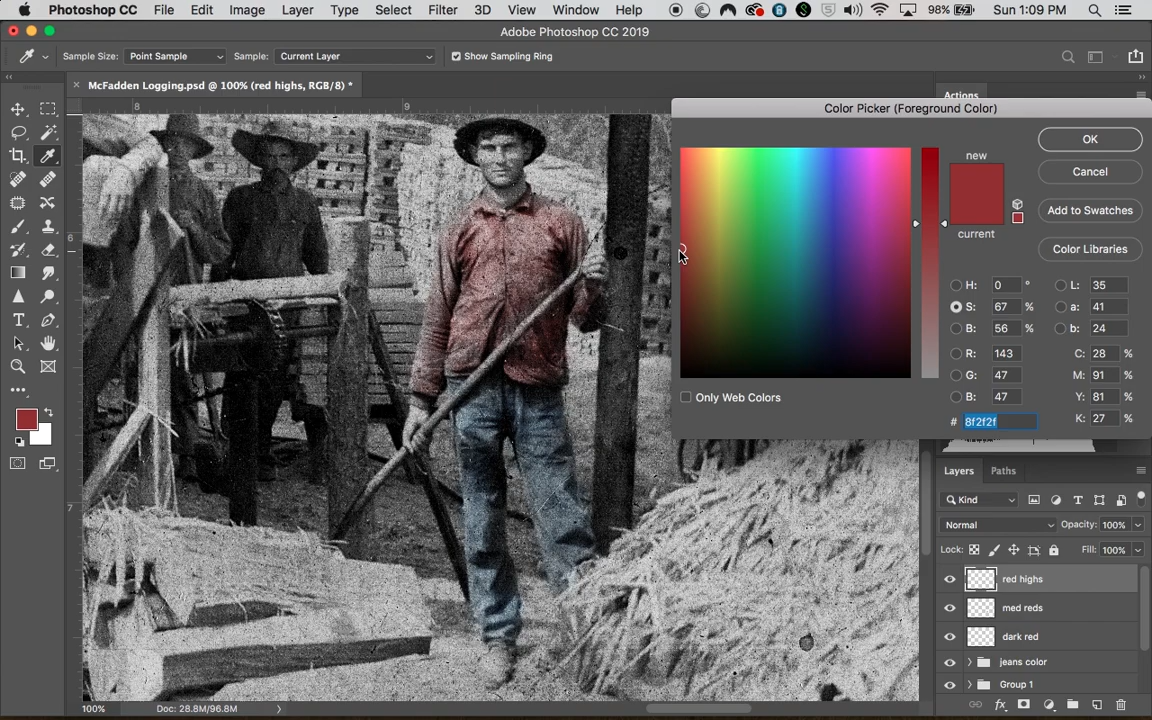 Photoshop CC File Edit Image Layer Type Select Filter 3D View Window Help 98% Sun 1:09 PM
Adobe Photoshop CC 2019
Sample Size: Point Sample Sample: Current Layer Show Sampling Ring
McFadden Logging.psd @ 100% (red highs, RGB/8) *
Actions
8 9
6
7
Color Picker (Foreground Color)
new
current
OK
Cancel
Add to Swatches
Color Libraries
H: 0 ° L: 35
S: 67 % a: 41
B: 56 % b: 24
R: 143 C: 28 %
G: 47 M: 91 %
B: 47 Y: 81 %
# 8f2f2f K: 27 %
Only Web Colors
Layers Paths
Kind
Normal Opacity: 100%
Lock: Fill: 100%
red highs
med reds
dark red
jeans color
Group 1
100% Doc: 28.8M/96.8M